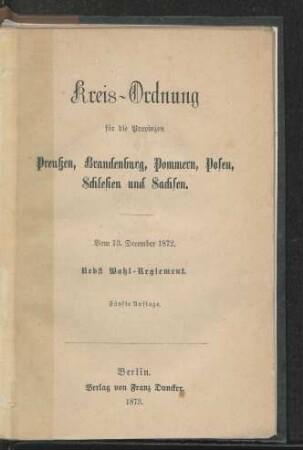 Kreis-Ordnung
für die Provinzen
Preußen, Brandenburg, Pommern, Posen,
Schlesien und Sachsen.
Vom 13. December 1872.
Nebst Wahl-Reglement.
Fünfte Auflage.
Berlin.
Verlag von Franz Duncker.
1873.